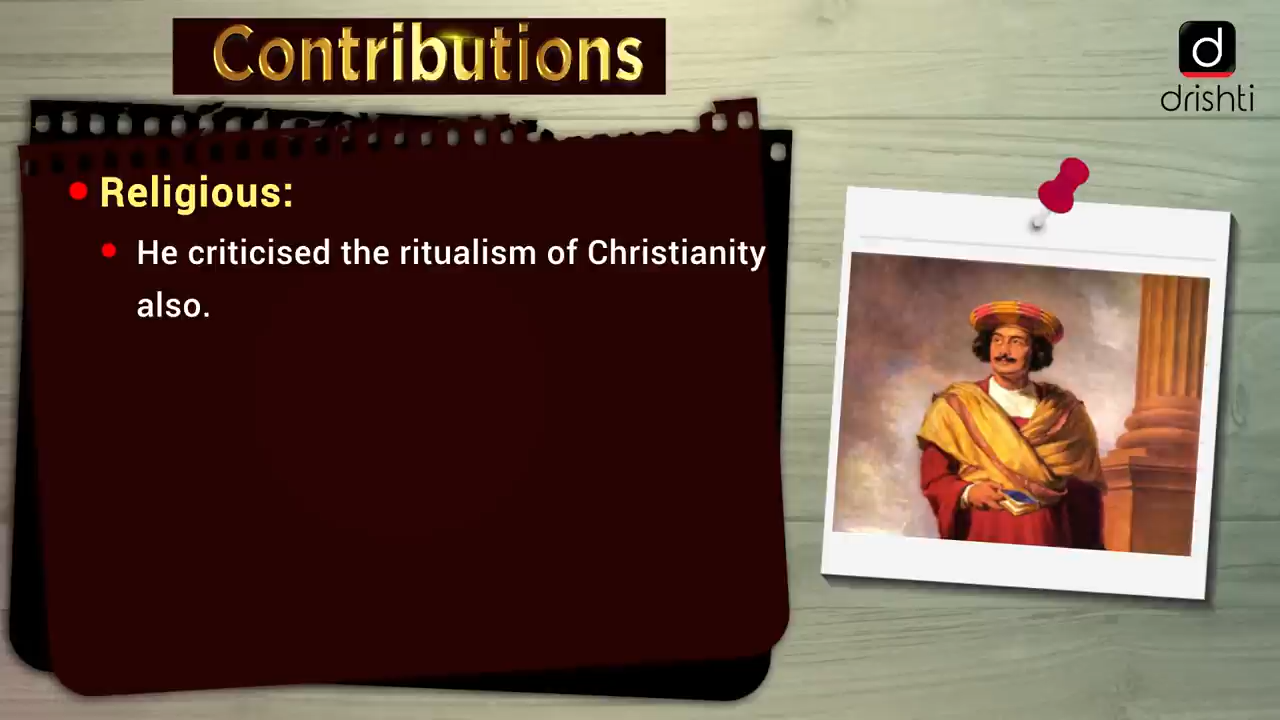 Contributions
drishti
Religious:
He criticised the ritualism of Christianity
also.